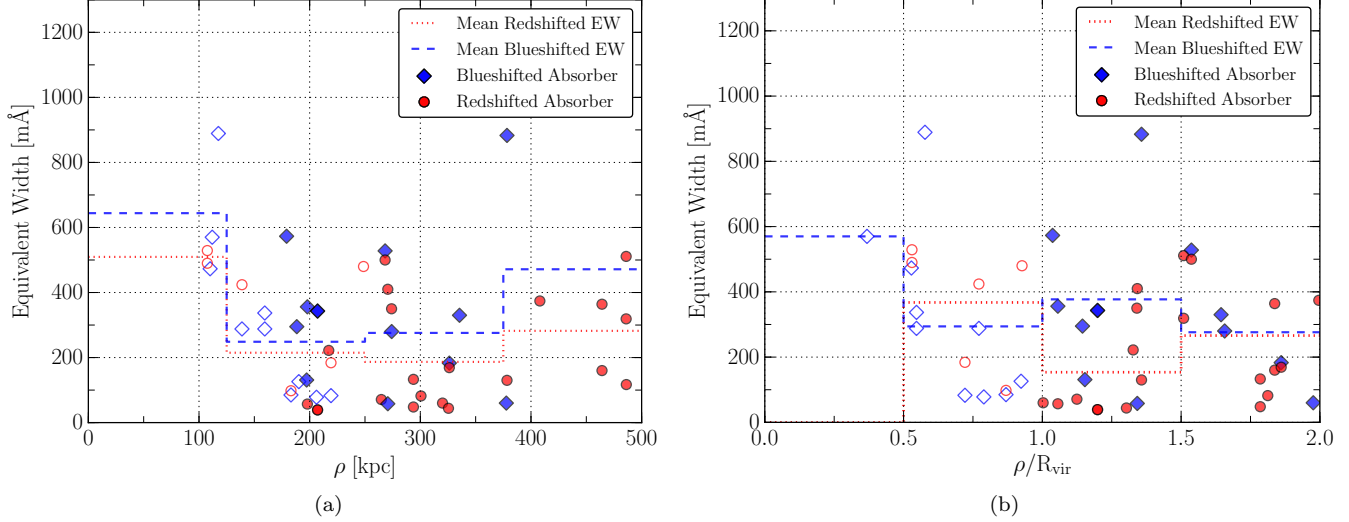 Mean Redshifted EW
Mean Blueshifted EW
Blueshifted Absorber
Redshifted Absorber
Equivalent Width [mÅ]
1200
1000
800
600
400
200
0
0 100 200 300 400 500
ρ [kpc]
(a)
Mean Redshifted EW
Mean Blueshifted EW
Blueshifted Absorber
Redshifted Absorber
Equivalent Width [mÅ]
1200
1000
800
600
400
200
0
0.0 0.5 1.0 1.5 2.0
ρ/R_vir
(b)